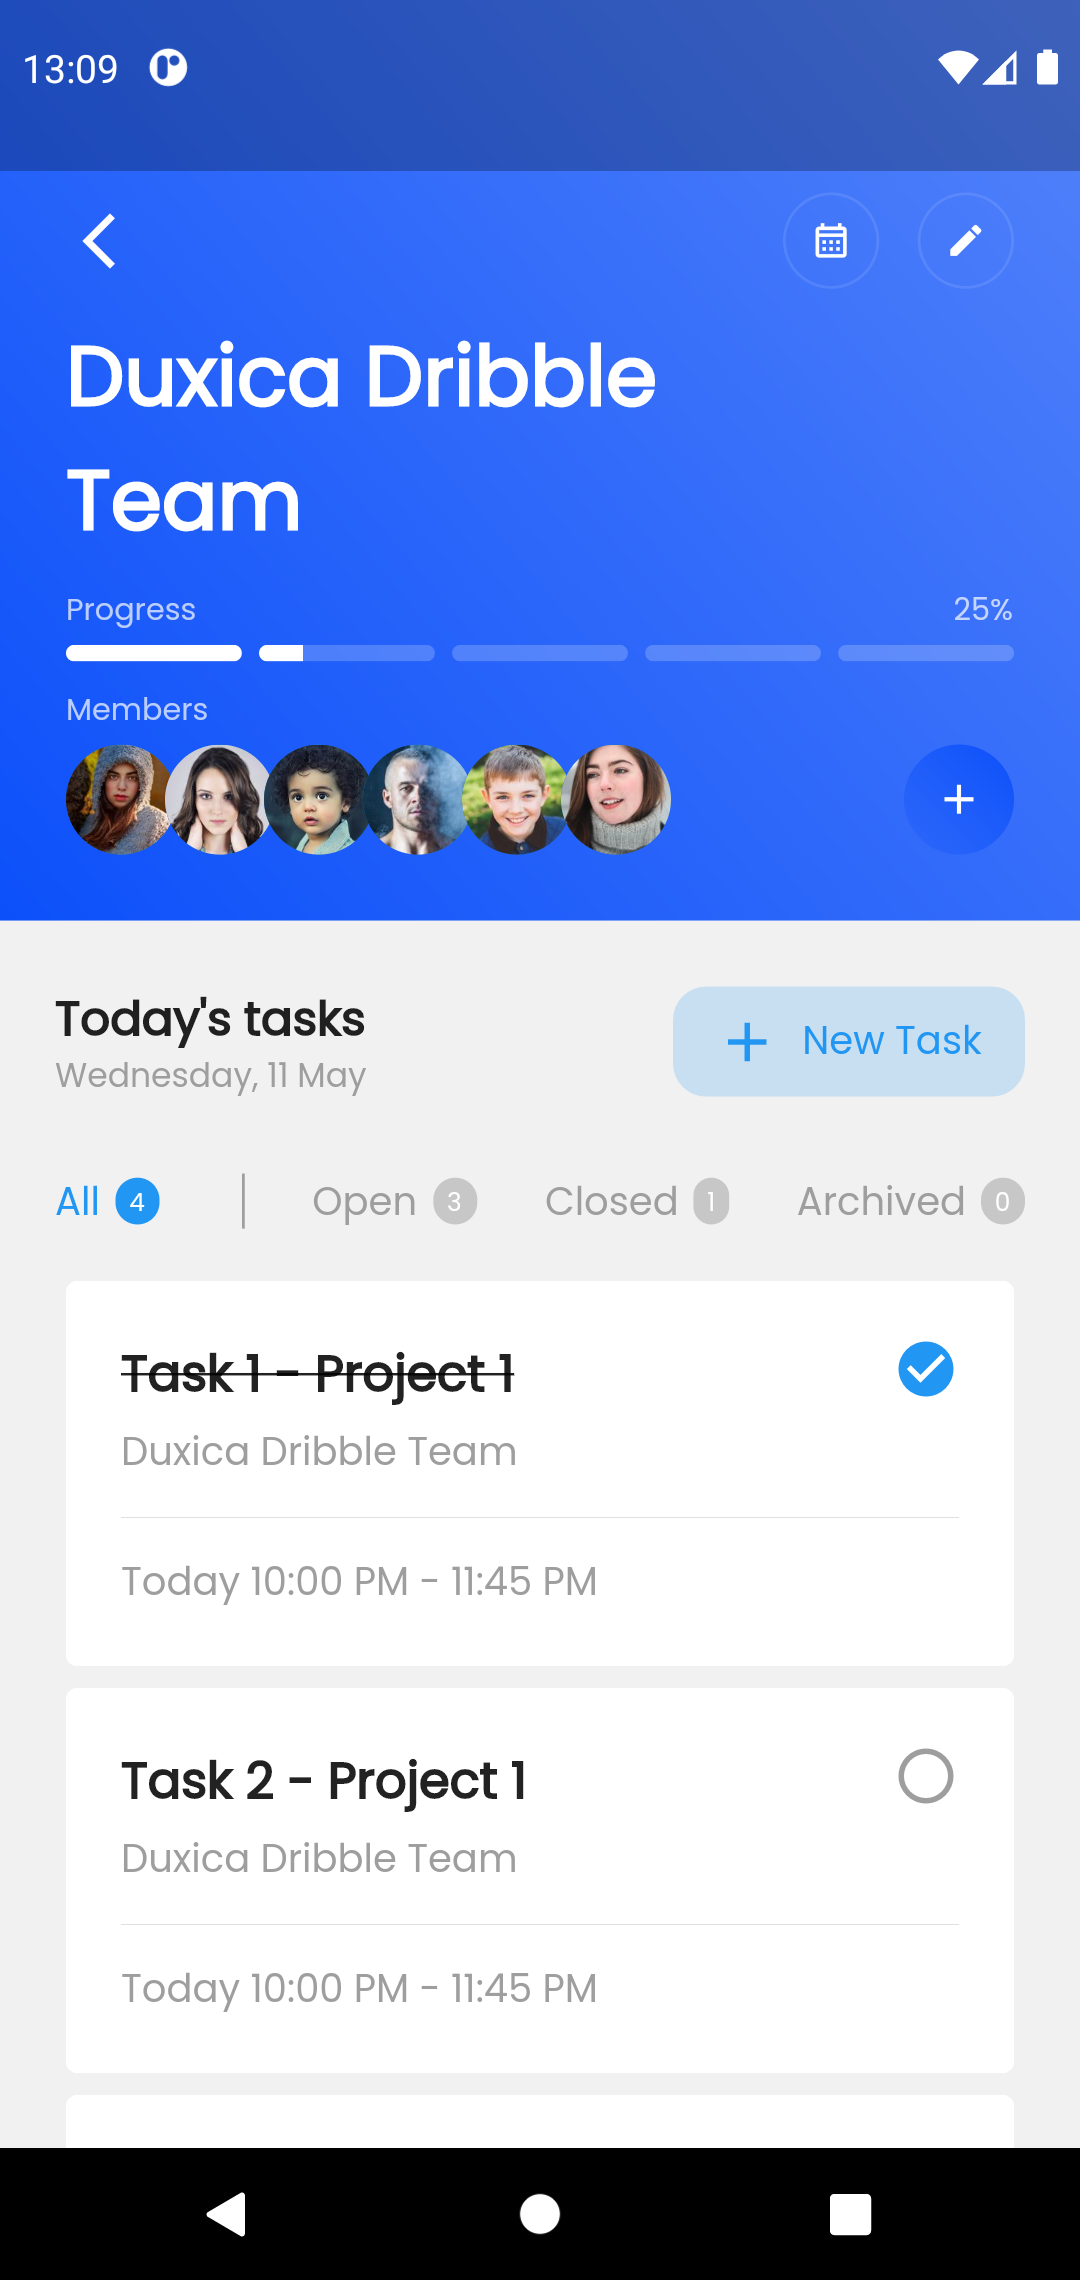 13:09
Duxica Dribble
Team
Progress 25%
Members
Today's tasks
Wednesday, 11 May
New Task
All 4 Open 3 Closed 1 Archived 0
Task 1 - Project 1
Duxica Dribble Team
Today 10:00 PM - 11:45 PM
Task 2 - Project 1
Duxica Dribble Team
Today 10:00 PM - 11:45 PM